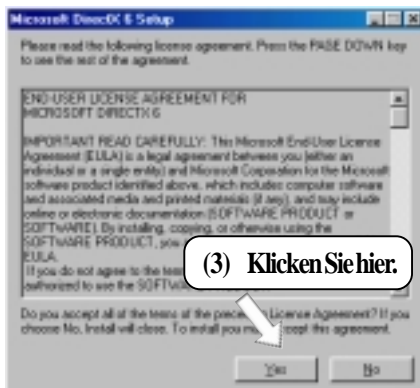 Microsoft DirectX 6 Setup
Please read the following license agreement. Press the PAGE DOWN key
to see the rest of the agreement.
END-USER LICENSE AGREEMENT FOR
MICROSOFT DIRECTX 6
IMPORTANT READ CAREFULLY: This Microsoft End-User License
Agreement (EULA) is a legal agreement between you (either an
individual or a single entity) and Microsoft Corporation for the Microsoft
software product identified above, which includes computer software
and associated media and printed materials (if any), and may include
online or electronic documentation (SOFTWARE PRODUCT or
SOFTWARE). By installing, copying, or otherwise using the
SOFTWARE PRODUCT, you
EULA.
If you do not agree to the
authorized to use the SOFTWARE
(3) Klicken Sie hier.
Do you accept all of the terms of the License Agreement? If you
choose No, Install will close. To install you accept this agreement.
Yes
No